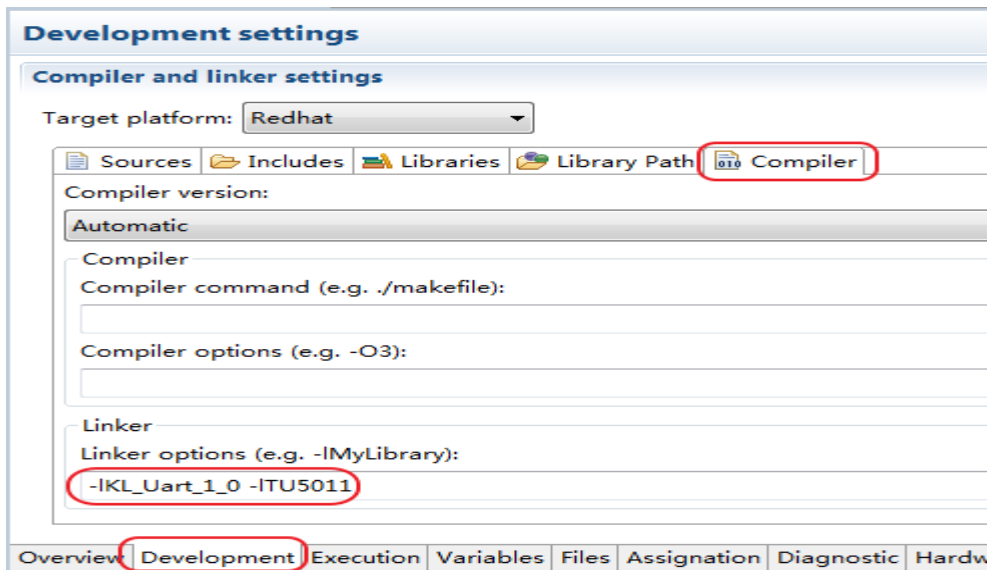 Development settings
Compiler and linker settings
Target platform: Redhat
Sources Includes Libraries Library Path Compiler
Compiler version:
Automatic
Compiler
Compiler command (e.g. ./makefile):
Compiler options (e.g. -O3):
Linker
Linker options (e.g. -lMyLibrary):
-lKL_Uart_1_0 -lTU5011
Overview Development Execution Variables Files Assignation Diagnostic